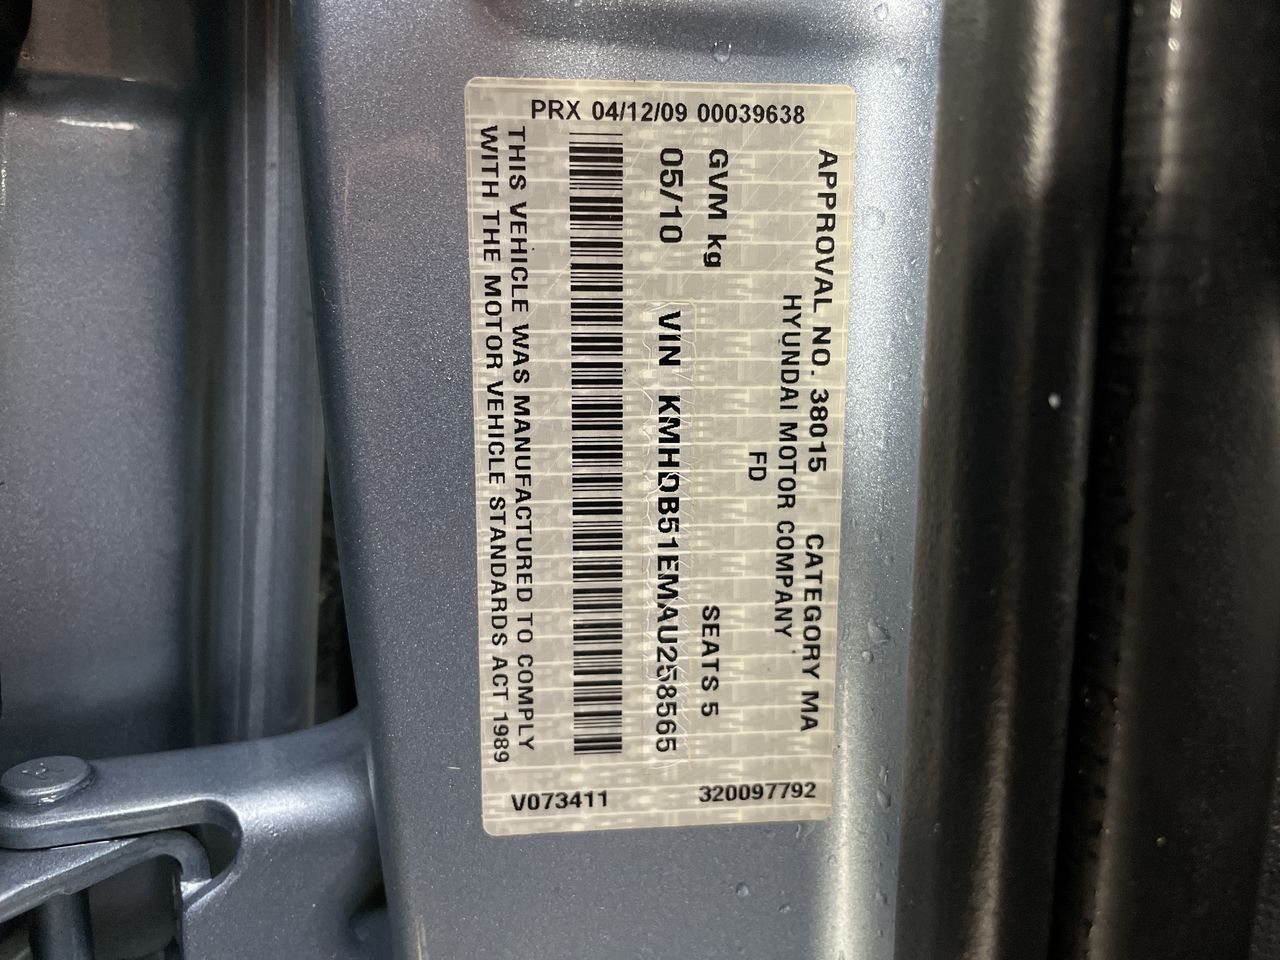 PRX 04/12/09 00039638
APPROVAL NO. 38015 CATEGORY MA
HYUNDAI MOTOR COMPANY
FD
GVM kg SEATS 5
05/10 VIN KMHDB51EMAU258565
THIS VEHICLE WAS MANUFACTURED TO COMPLY
WITH THE MOTOR VEHICLE STANDARDS ACT 1989
V073411 320097792